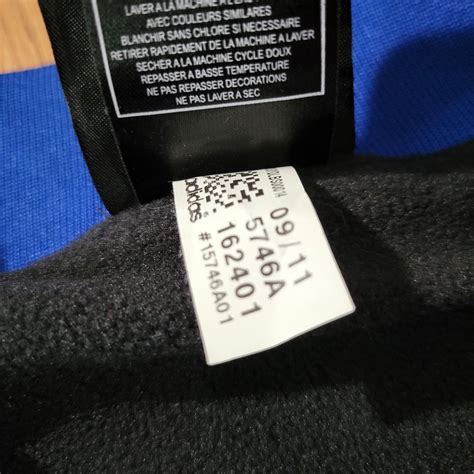 LAVER A LA MACHINE A L'EAU
AVEC COULEURS SIMILAIRES
BLANCHIR SANS CHLORE SI NECESSAIRE
RETIRER RAPIDEMENT DE LA MACHINE A LAVER
SECHER A LA MACHINE CYCLE DOUX
REPASSER A BASSE TEMPERATURE
NE PAS REPASSER DECORATIONS
NE PAS LAVER A SEC
09/11
5746A
162401
#15746A01
adidas